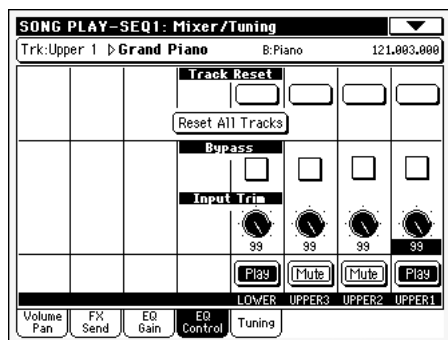 SONG PLAY-SEQ1: Mixer/Tuning
Trk:Upper 1 ▷Grand Piano B:Piano 121.003.000
Track Reset
Reset All Tracks
Bypass
Input Trim
99 99 99 99
Play Mute Mute Play
LOWER UPPER3 UPPER2 UPPER1
Volume Pan FX Send EQ Gain EQ Control Tuning